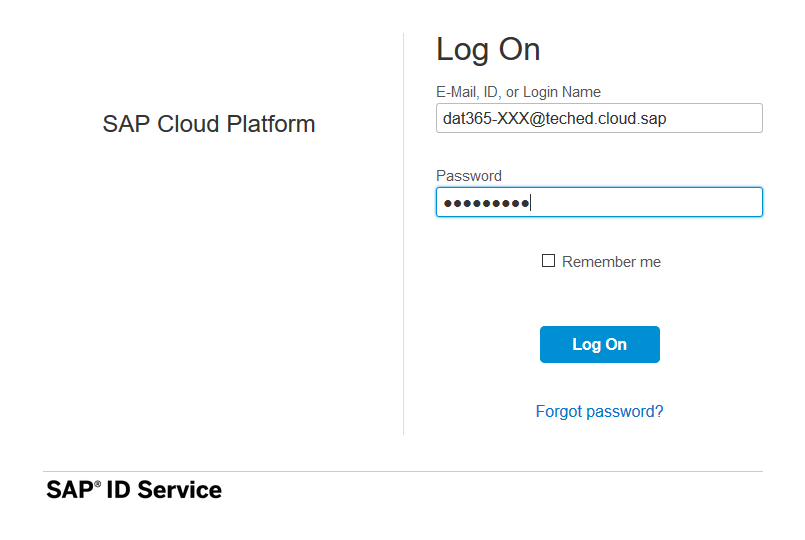 SAP Cloud Platform
Log On
E-Mail, ID, or Login Name
dat365-XXX@teched.cloud.sap
Password
●●●●●●●●●
Remember me
Log On
Forgot password?
SAP® ID Service